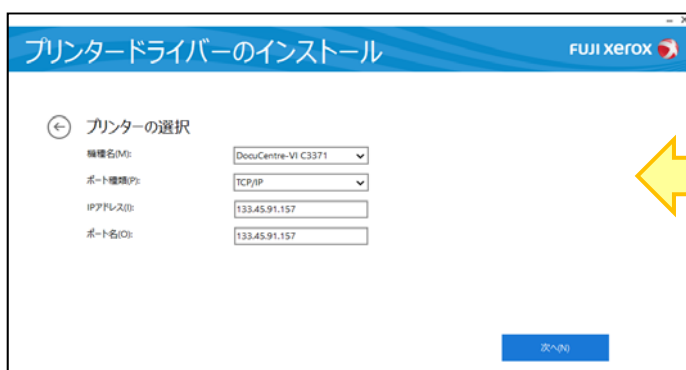 プリンタードライバーのインストール
FUJI xerox
プリンターの選択
機種名(M):
DocuCentre-VI C3371
ポート種類(P):
TCP/IP
IPアドレス(I):
133.45.91.157
ポート名(O):
133.45.91.157
次へ(N)